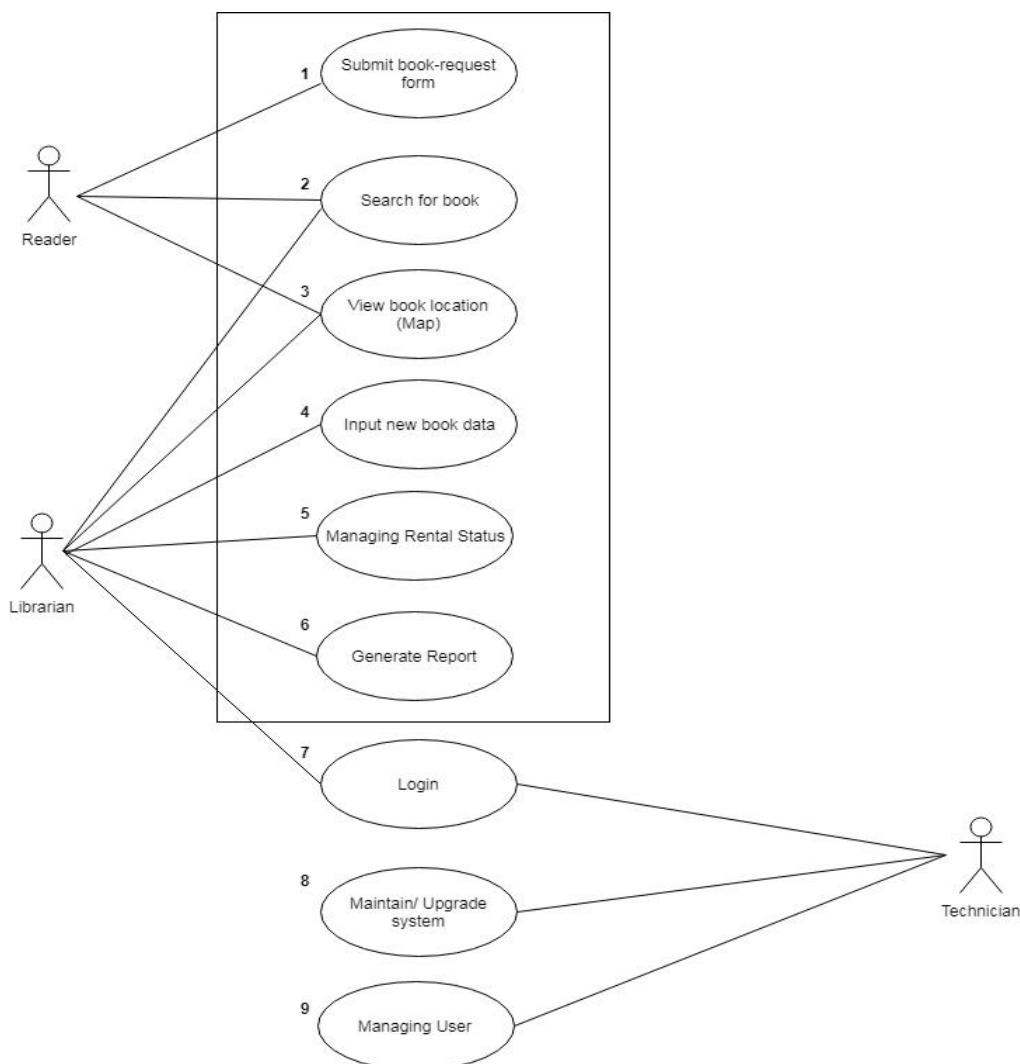 1
Submit book-request
form
2
Search for book
Reader
3
View book location
(Map)
4
Input new book data
5
Managing Rental Status
Librarian
6
Generate Report
7
Login
8
Maintain/ Upgrade
system
Technician
9
Managing User